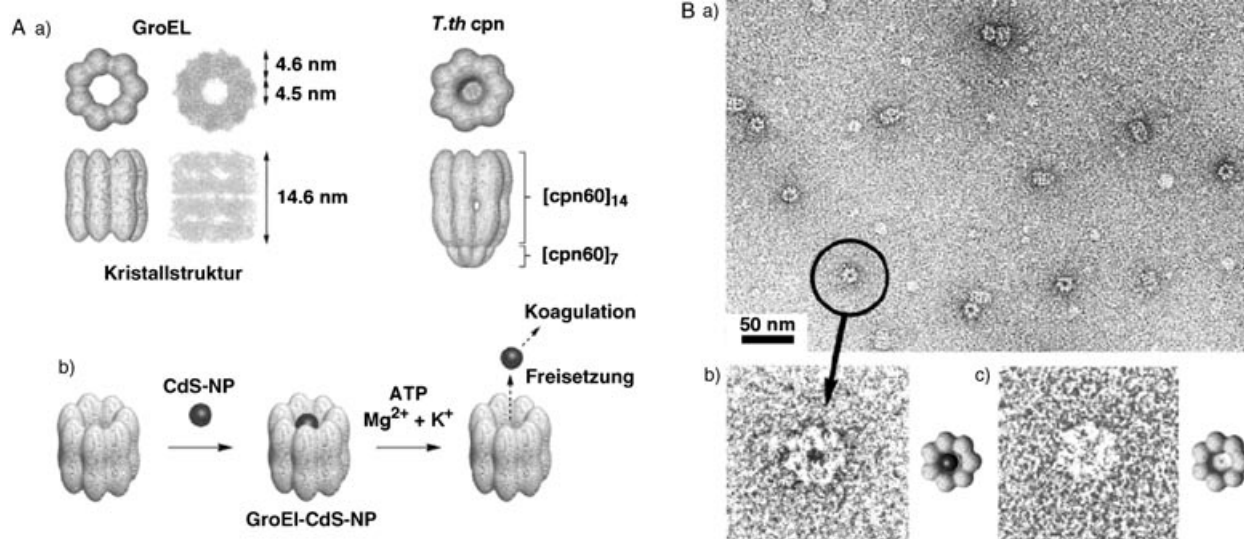 A a)
GroEL
T.th cpn
4.6 nm
4.5 nm
14.6 nm
[cpn60]14
[cpn60]7
Kristallstruktur
b)
CdS-NP
ATP
Mg2+ + K+
Koagulation
Freisetzung
GroEl-CdS-NP
B a)
50 nm
b)
c)